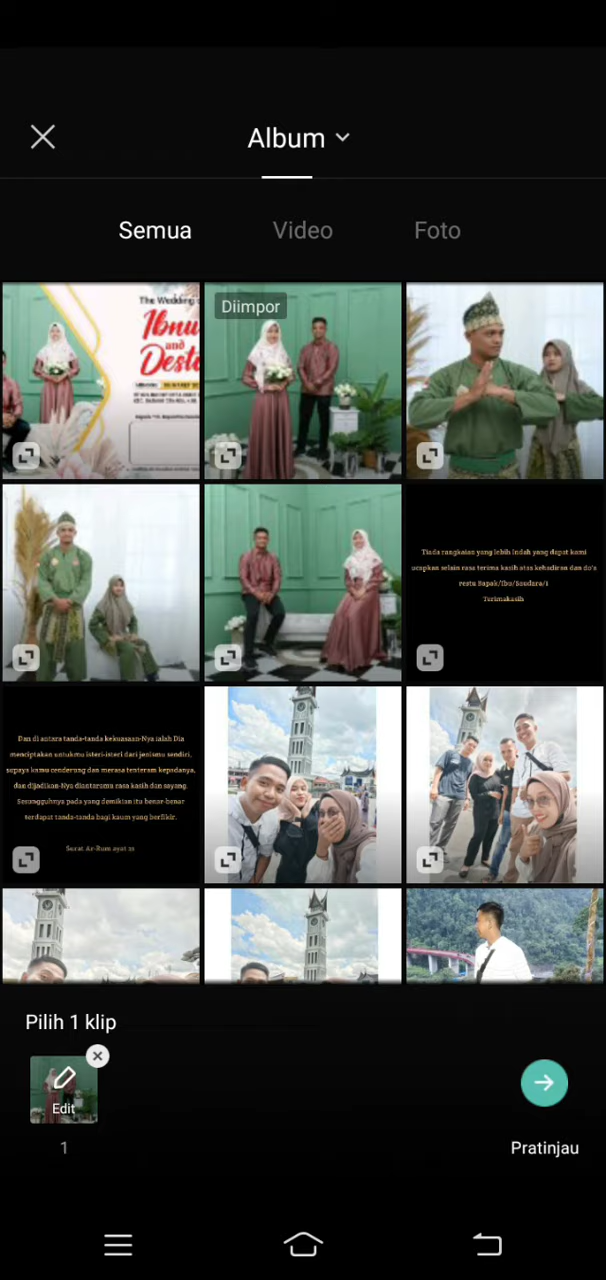 Album
Semua
Video
Foto
The Wedding
Ibnu
and
Desta
Diimpor
Tiada rangkaian yang lebih indah yang dapat kami
ucapkan selain rasa terima kasih atas kehadiran dan do'a
restu Bapak/Ibu/Saudara/i
Terimakasih
Dan di antara tanda-tanda kekuasaan-Nya ialah Dia
menciptakan untukmu isteri-isteri dari jenismu sendiri,
supaya kamu cenderung dan merasa tenteram kepadanya,
dan dijadikan-Nya diantaramu rasa kasih dan sayang.
Sesungguhnya pada yang demikian itu benar-benar
terdapat tanda-tanda bagi kaum yang berfikir.
Surat Ar-Rum ayat 21
Pilih 1 klip
Edit
1
Pratinjau